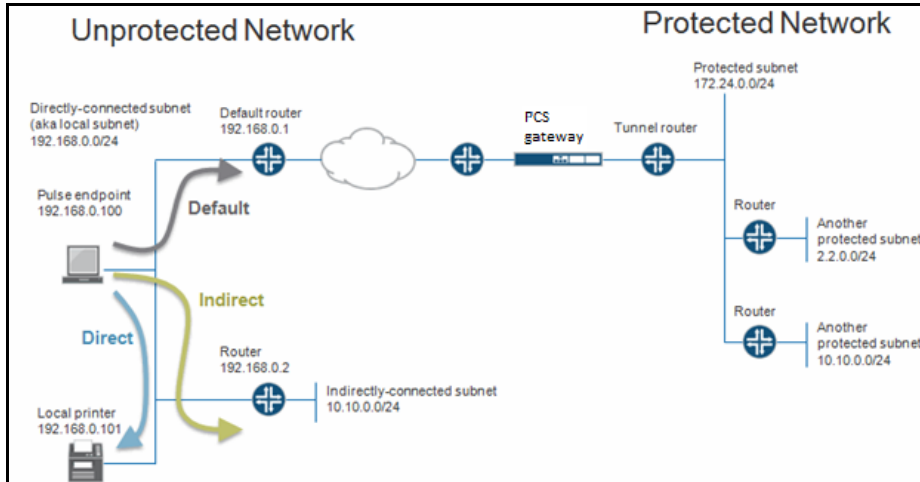 Unprotected Network
Protected Network
Protected subnet
172.24.0.0/24
Directly-connected subnet
(aka local subnet)
192.168.0.0/24
Default router
192.168.0.1
PCS
gateway
Tunnel router
Pulse endpoint
192.168.0.100
Default
Router
Another
protected subnet
2.2.0.0/24
Indirect
Direct
Router
192.168.0.2
Router
Another
protected subnet
10.10.0.0/24
Indirectly-connected subnet
10.10.0.0/24
Local printer
192.168.0.101